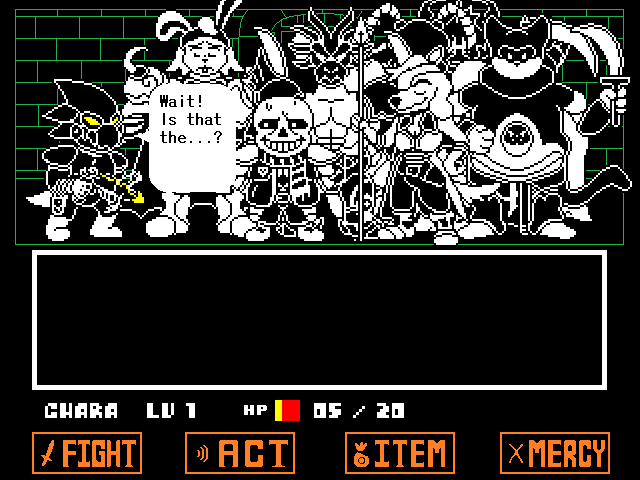 Wait!
Is that
the...?
CHARA LV 1 HP 05 / 20
FIGHT ACT ITEM MERCY